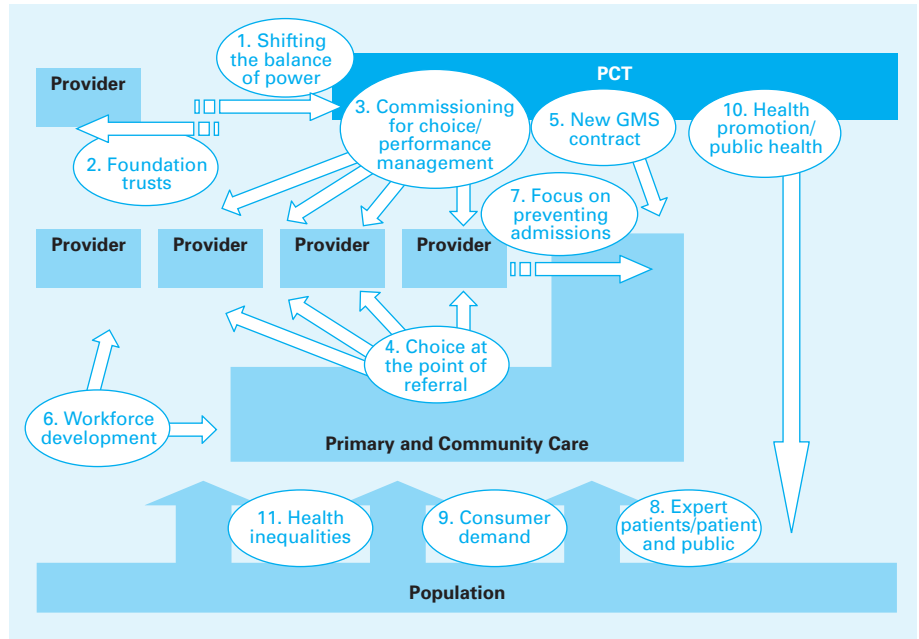 1. Shifting
the balance
of power
PCT
Provider
3. Commissioning
for choice/
performance
management
5. New GMS
contract
10. Health
promotion/
public health
2. Foundation
trusts
7. Focus on
preventing
admissions
Provider
Provider
Provider
Provider
4. Choice at
the point of
referral
6. Workforce
development
Primary and Community Care
11. Health
inequalities
9. Consumer
demand
8. Expert
patients/patient
and public
Population